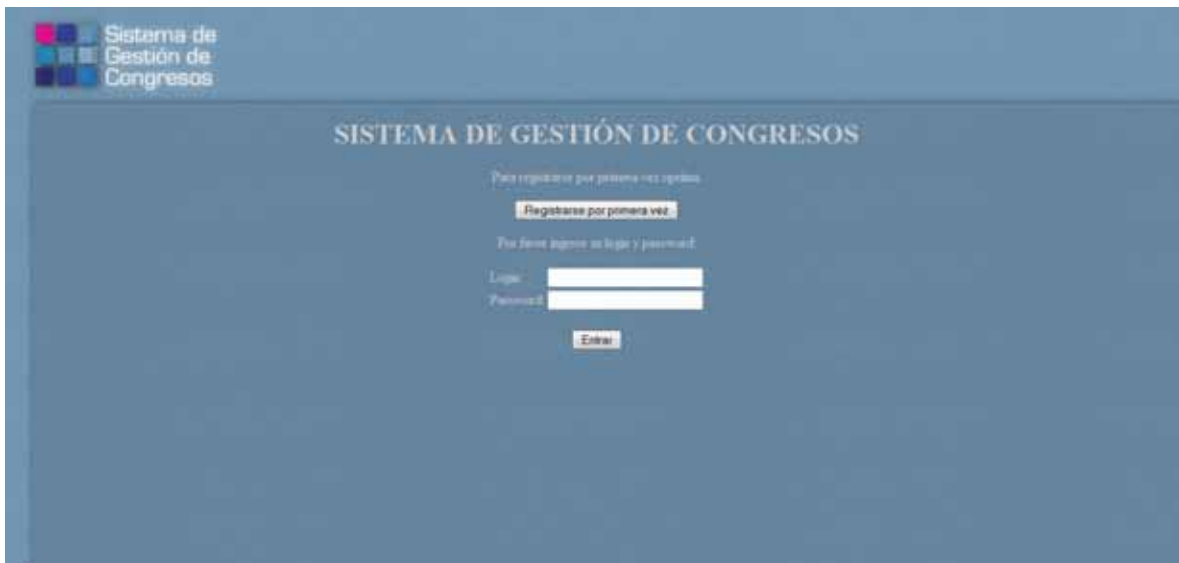 Sistema de
Gestión de
Congresos
SISTEMA DE GESTIÓN DE CONGRESOS
Para registrarse por primera vez oprima
Registrarse por primera vez
Por favor ingrese su login y password
Login
Password
Entrar